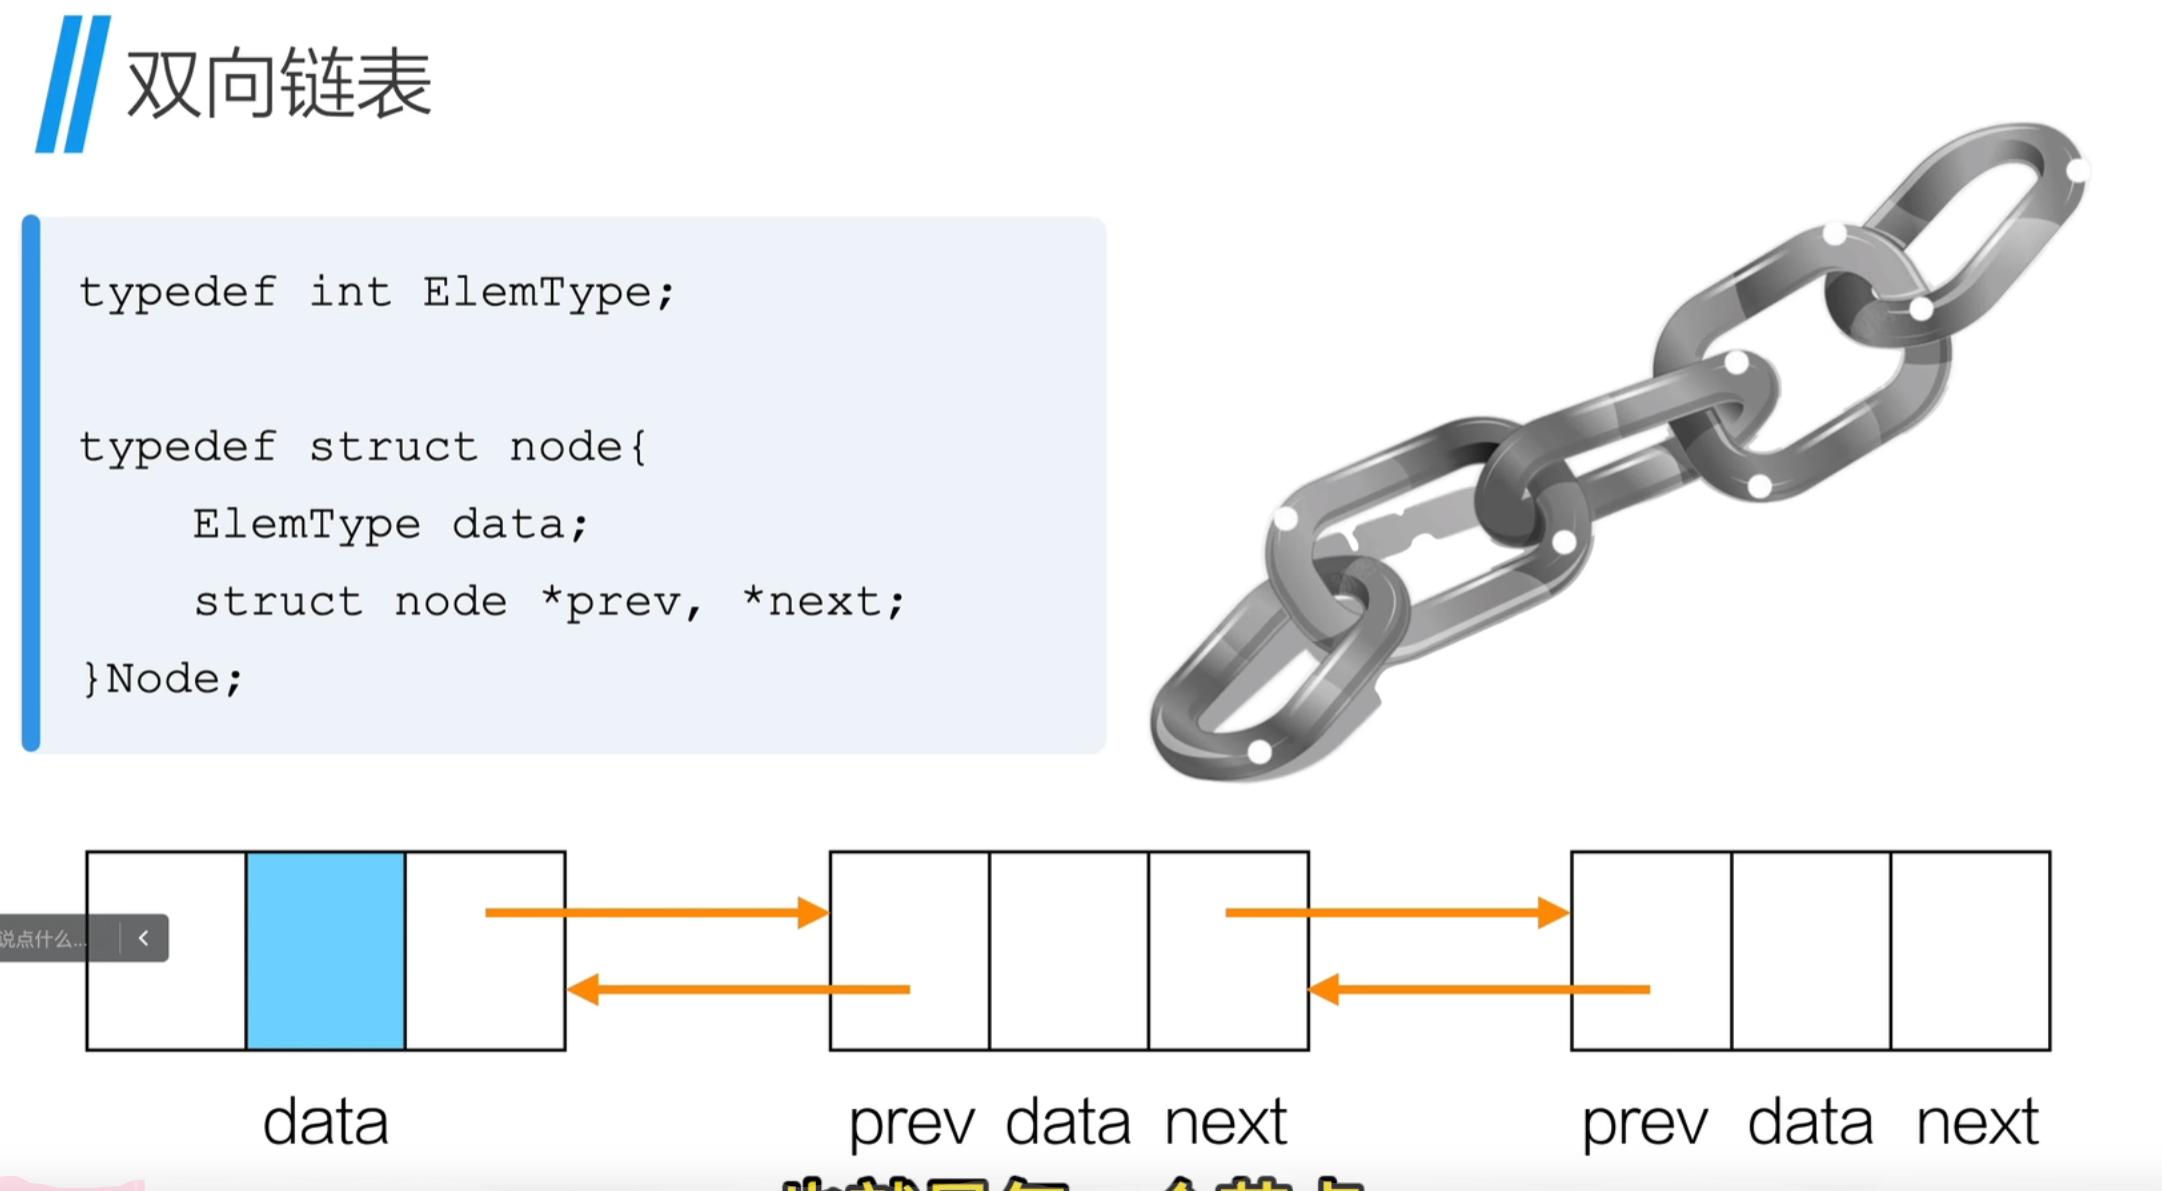 双向链表
typedef int ElemType;
typedef struct node{
ElemType data;
struct node *prev, *next;
}Node;
说点什么...
data
prev data next
prev data next